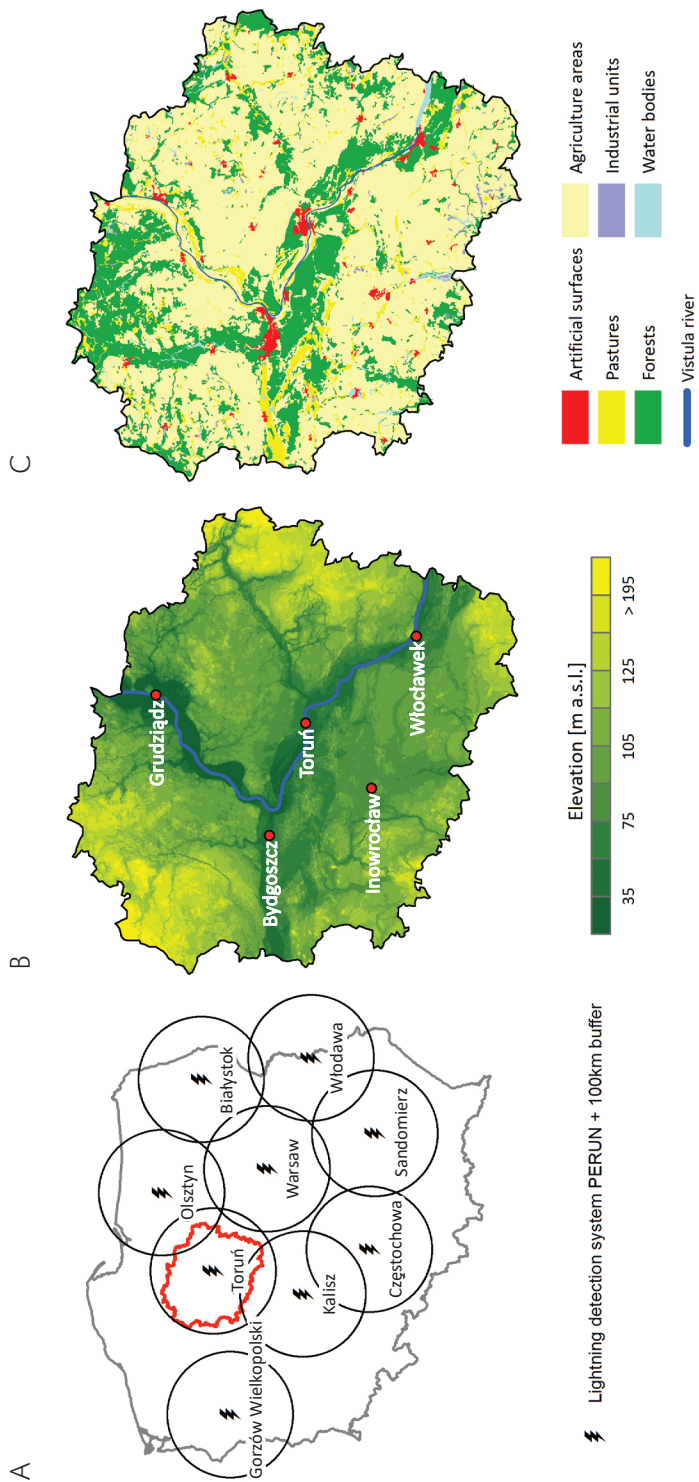 A
Olsztyn
Białystok
Toruń
Warsaw
Włodawa
Gorzów Wielkopolski
Kalisz
Sandomierz
Częstochowa
Lightning detection system PERUN + 100km buffer
B
Grudziądz
Bydgoszcz
Toruń
Inowrocław
Włocławek
Elevation [m a.s.l.]
35 75 105 125 > 195
C
Artificial surfaces
Agriculture areas
Pastures
Industrial units
Forests
Water bodies
Vistula river